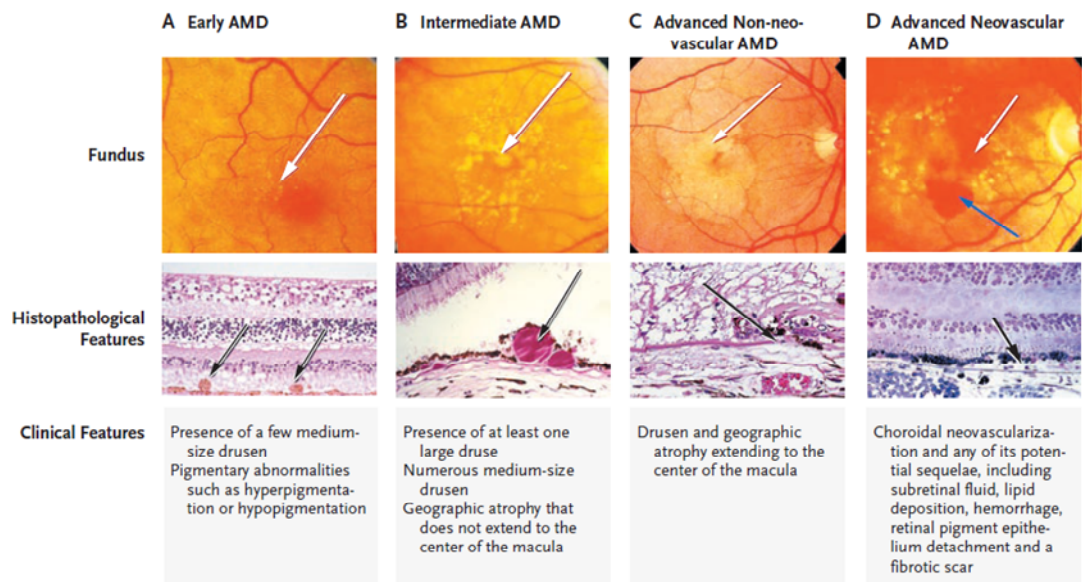 A Early AMD
B Intermediate AMD
C Advanced Non-neo-
vascular AMD
D Advanced Neovascular
AMD
Fundus
Histopathological
Features
Clinical Features
Presence of a few medium-
size drusen
Pigmentary abnormalities
such as hyperpigmenta-
tion or hypopigmentation
Presence of at least one
large druse
Numerous medium-size
drusen
Geographic atrophy that
does not extend to the
center of the macula
Drusen and geographic
atrophy extending to the
center of the macula
Choroidal neovasculariza-
tion and any of its poten-
tial sequelae, including
subretinal fluid, lipid
deposition, hemorrhage,
retinal pigment epithe-
lium detachment and a
fibrotic scar